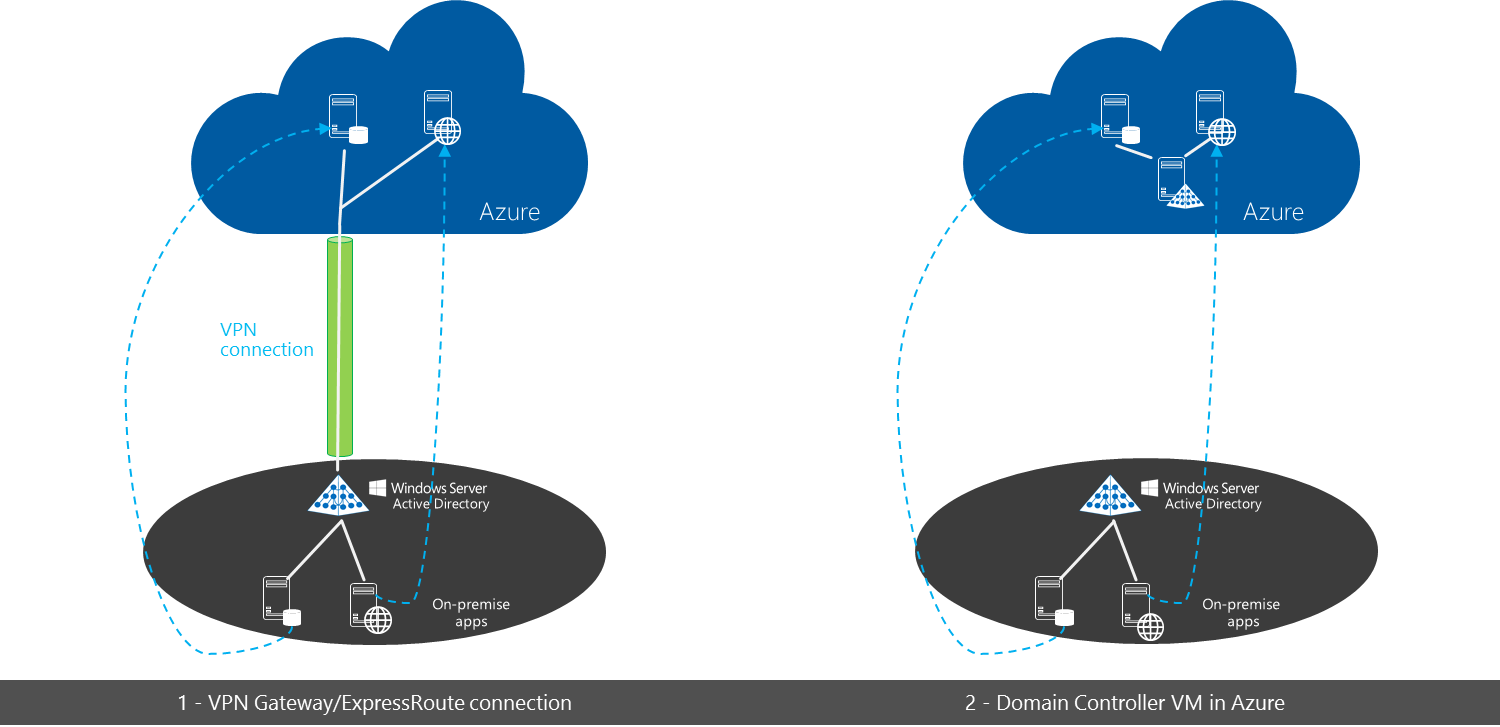 Azure
VPN
connection
Windows Server
Active Directory
On-premise
apps
1 - VPN Gateway/ExpressRoute connection
Azure
Windows Server
Active Directory
On-premise
apps
2 - Domain Controller VM in Azure